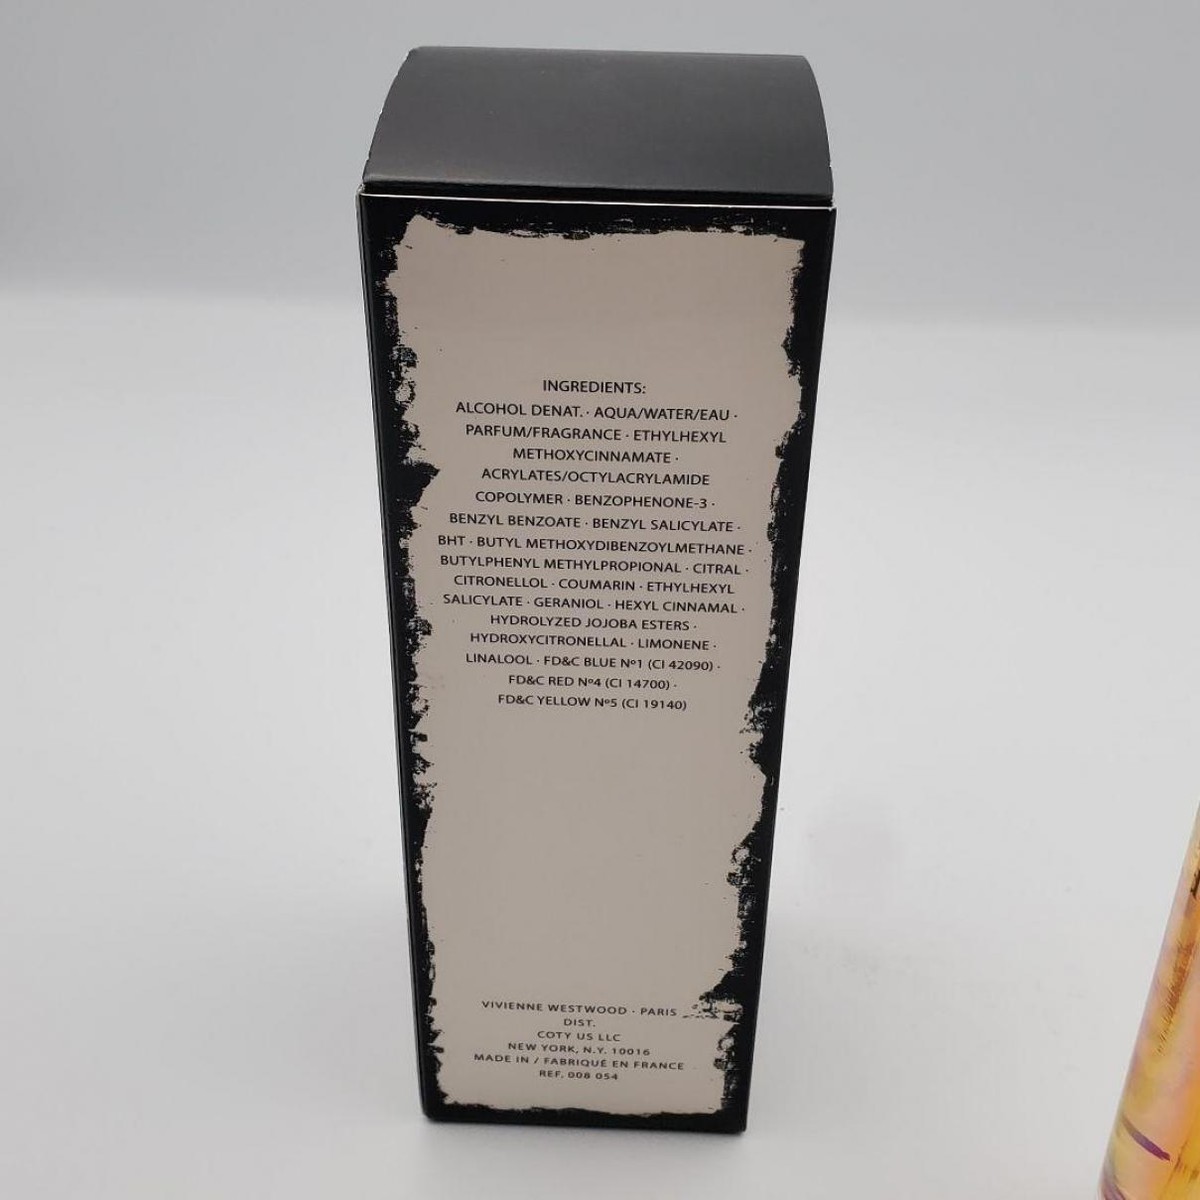 INGREDIENTS:
ALCOHOL DENAT. · AQUA/WATER/EAU ·
PARFUM/FRAGRANCE · ETHYLHEXYL
METHOXYCINNAMATE ·
ACRYLATES/OCTYLACRYLAMIDE
COPOLYMER · BENZOPHENONE-3 ·
BENZYL BENZOATE · BENZYL SALICYLATE ·
BHT · BUTYL METHOXYDIBENZOYLMETHANE ·
BUTYLPHENYL METHYLPROPIONAL · CITRAL ·
CITRONELLOL · COUMARIN · ETHYLHEXYL
SALICYLATE · GERANIOL · HEXYL CINNAMAL ·
HYDROLYZED JOJOBA ESTERS ·
HYDROXYCITRONELLAL · LIMONENE ·
LINALOOL · FD&C BLUE Nº1 (CI 42090) ·
FD&C RED Nº4 (CI 14700) ·
FD&C YELLOW Nº5 (CI 19140)
VIVIENNE WESTWOOD · PARIS
DIST.
COTY US LLC
NEW YORK, N.Y. 10016
MADE IN / FABRIQUÉ EN FRANCE
REF. 008 054